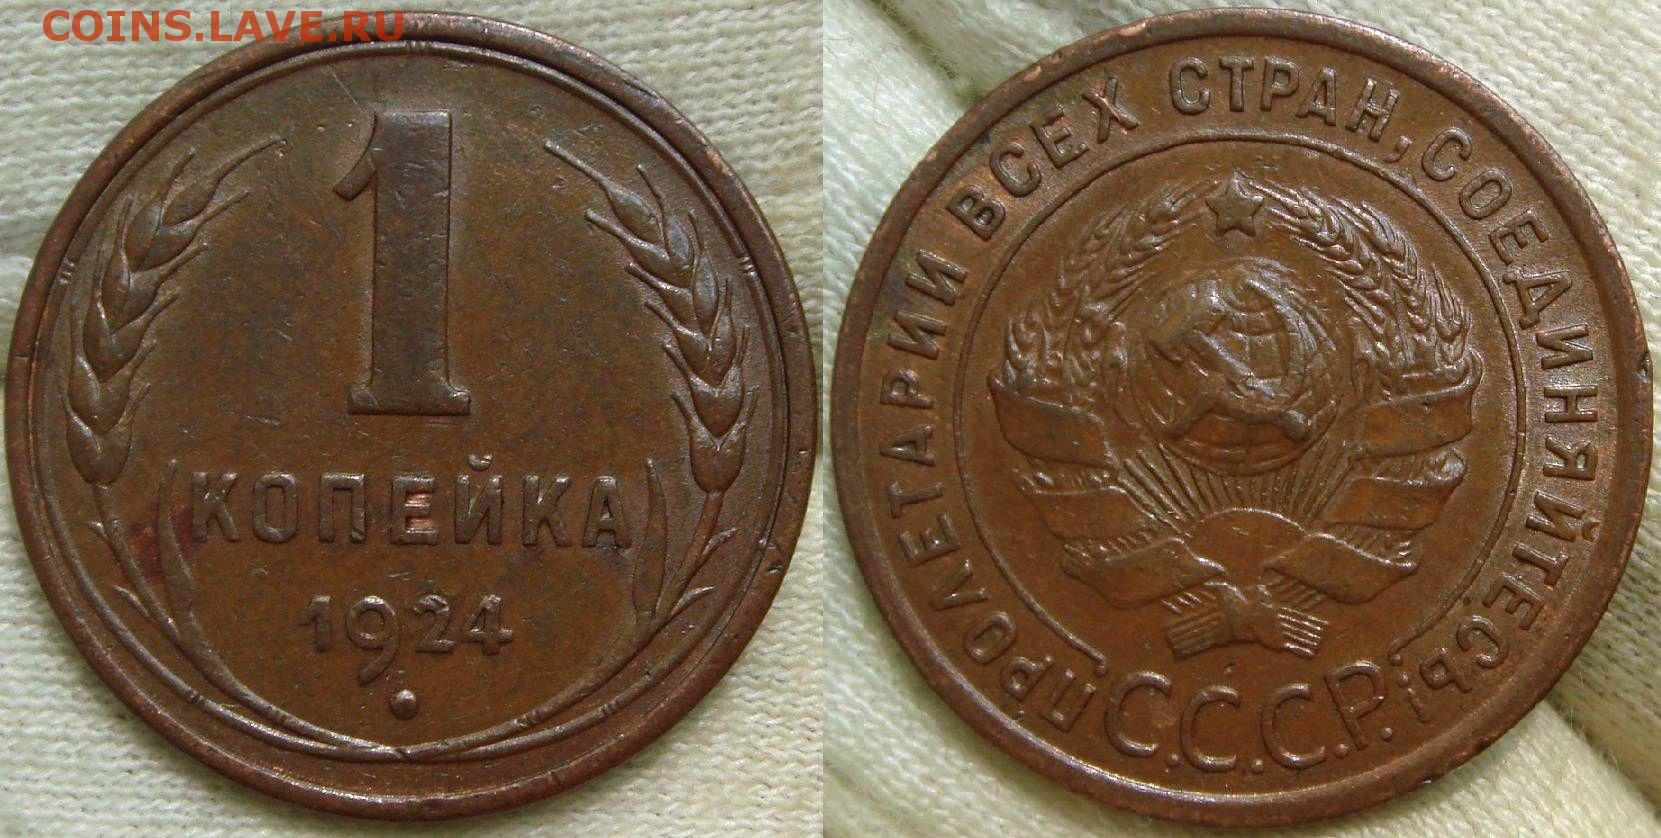 COINS.LAVE.RU
1
КОПЕЙКА
1924
ПРОЛЕТАРИИ ВСЕХ СТРАН, СОЕДИНЯЙТЕСЬ!
С.С.С.Р.